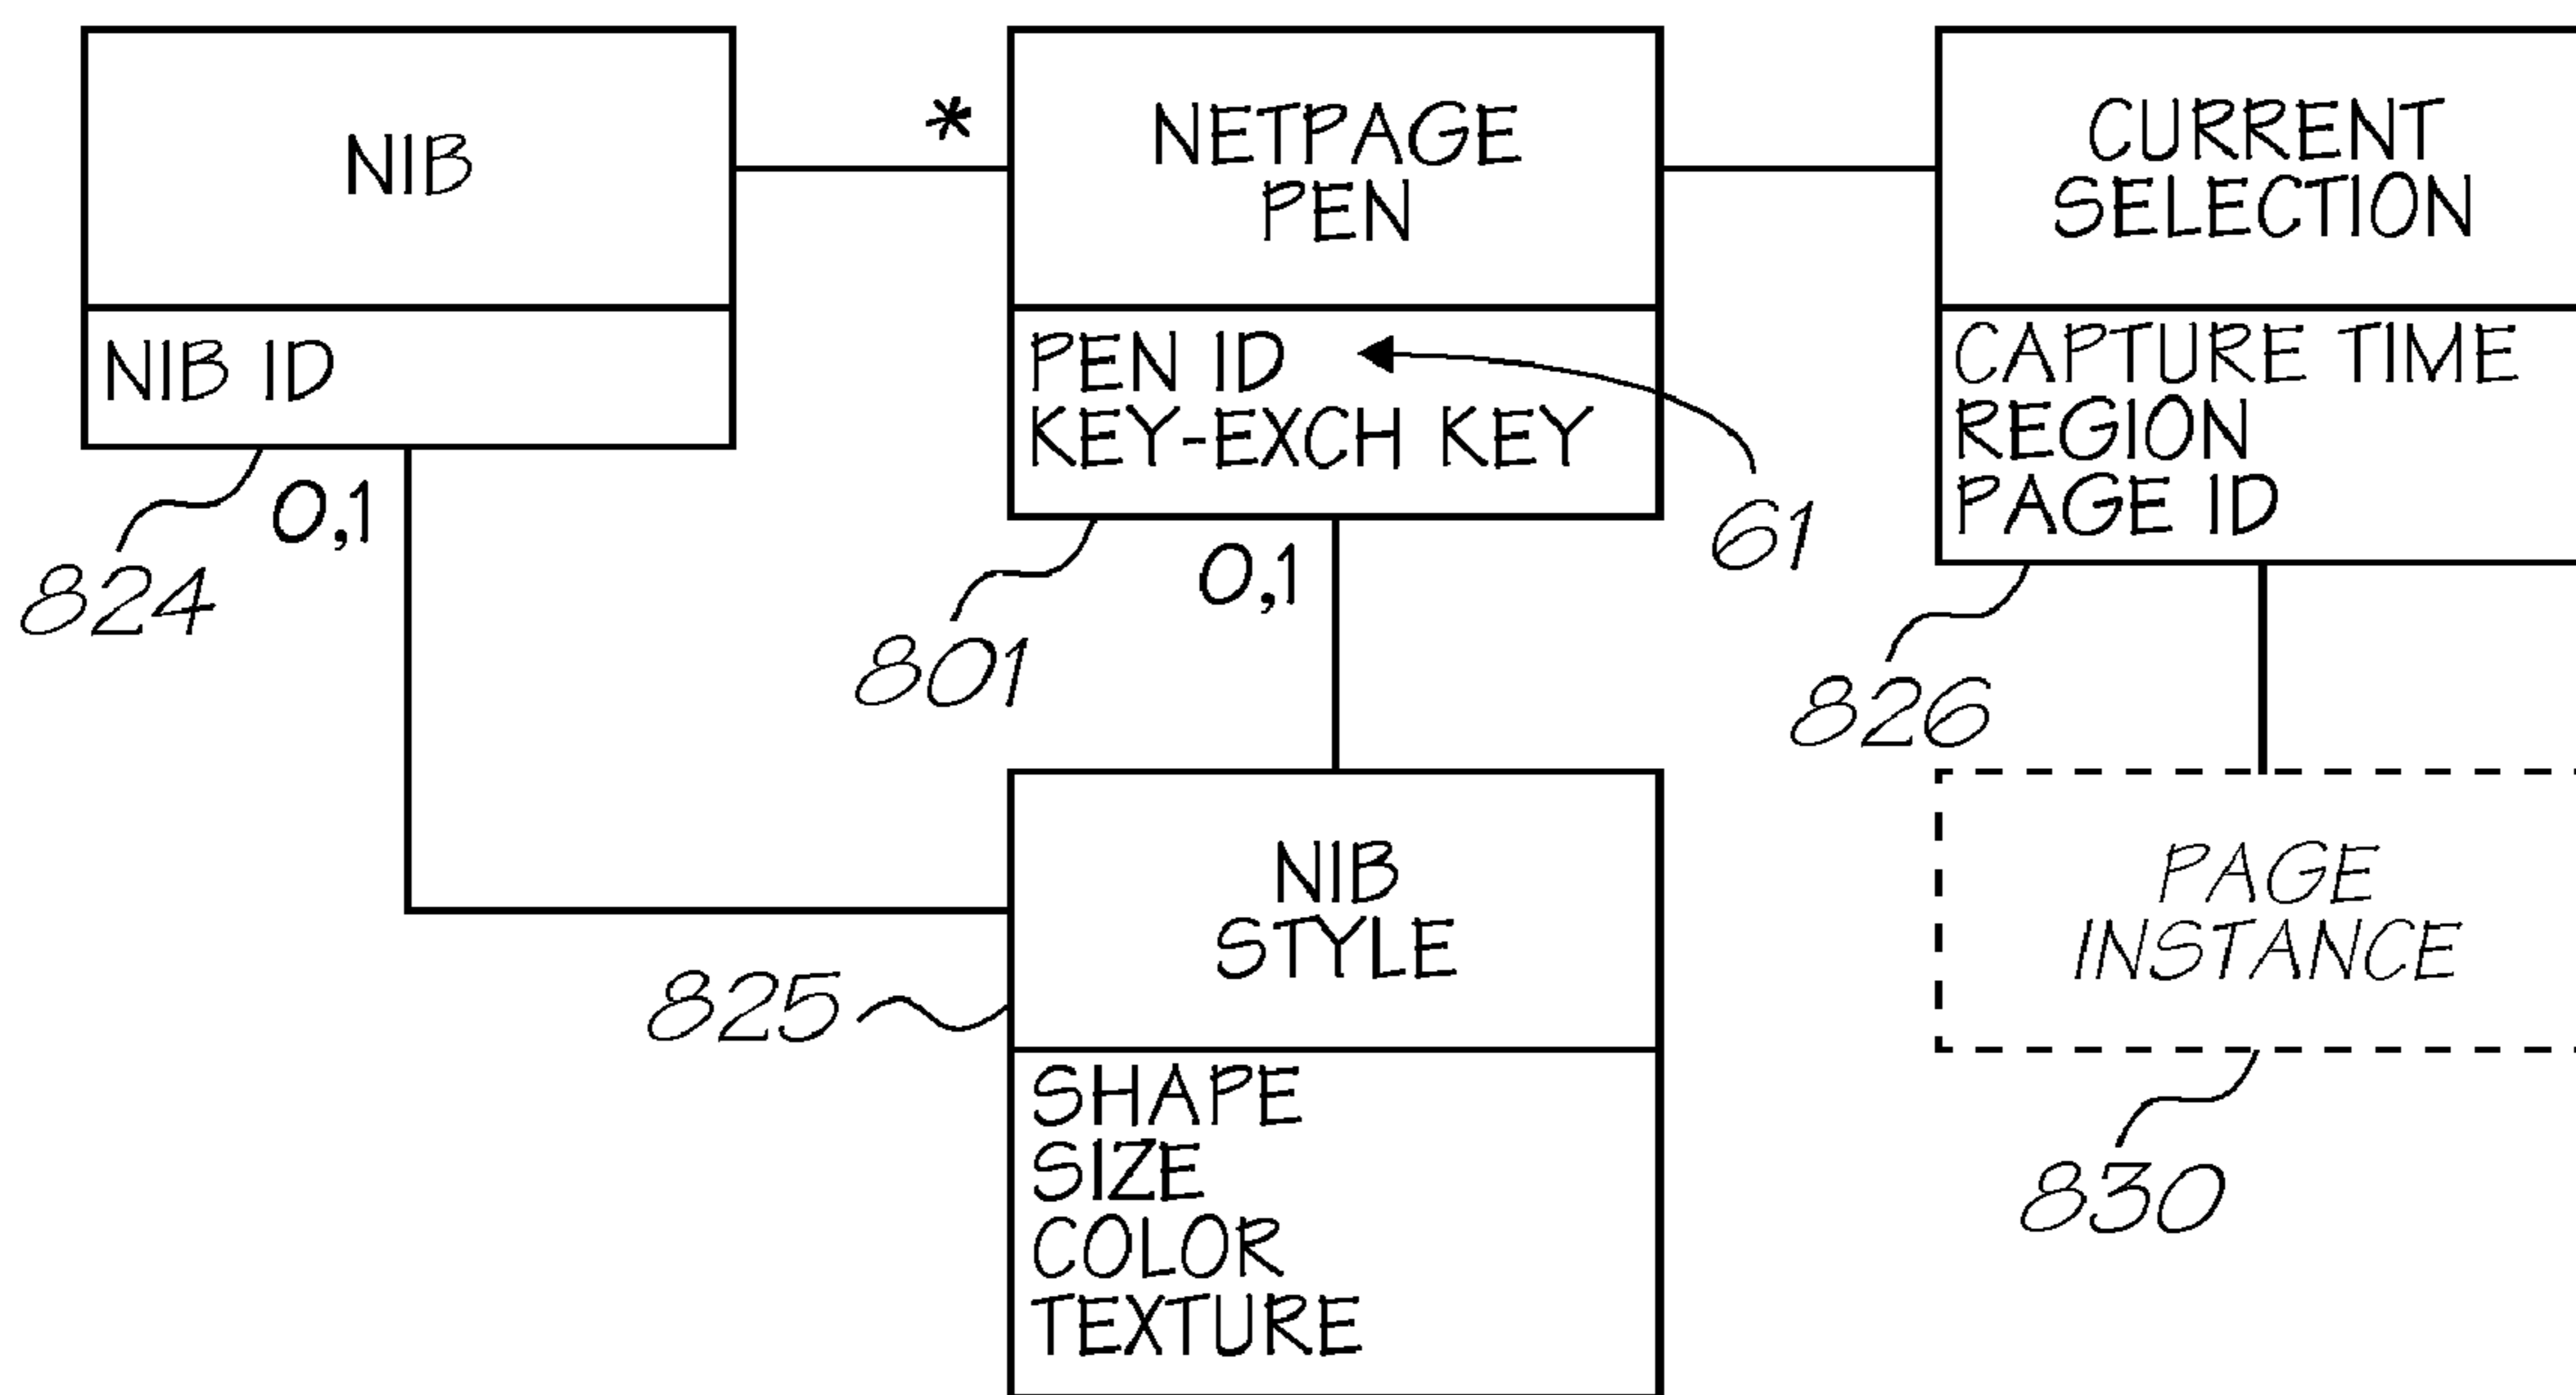 NIB
*
NETPAGE
PEN
CURRENT
SELECTION
NIB ID
PEN ID
KEY-EXCH KEY
CAPTURE TIME
REGION
PAGE ID
824
0,1
801
0,1
61
826
NIB
STYLE
825
SHAPE
SIZE
COLOR
TEXTURE
PAGE
INSTANCE
830